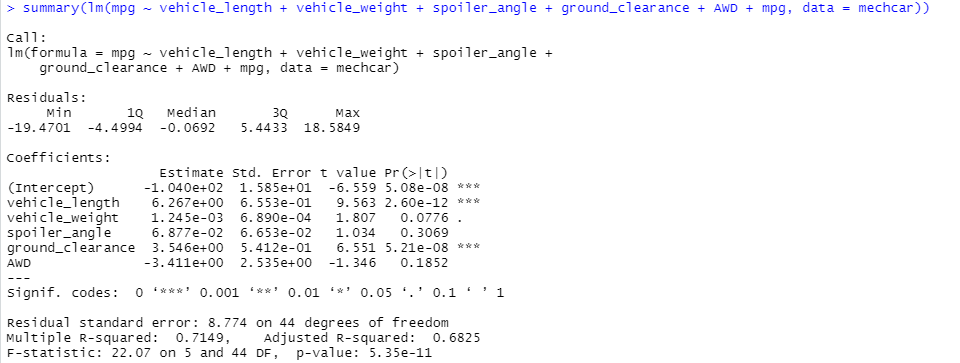 > summary(lm(mpg ~ vehicle_length + vehicle_weight + spoiler_angle + ground_clearance + AWD + mpg, data = mechcar))
Call:
lm(formula = mpg ~ vehicle_length + vehicle_weight + spoiler_angle +
    ground_clearance + AWD + mpg, data = mechcar)
Residuals:
     Min       1Q   Median       3Q      Max
-19.4701  -4.4994  -0.0692   5.4433  18.5849
Coefficients:
                   Estimate Std. Error t value Pr(>|t|)
(Intercept)      -1.040e+02  1.585e+01  -6.559 5.08e-08 ***
vehicle_length    6.267e+00  6.553e-01   9.563 2.60e-12 ***
vehicle_weight    1.245e-03  6.890e-04   1.807   0.0776 .
spoiler_angle     6.877e-02  6.653e-02   1.034   0.3069
ground_clearance  3.546e+00  5.412e-01   6.551 5.21e-08 ***
AWD              -3.411e+00  2.535e+00  -1.346   0.1852
---
Signif. codes:  0 ‘***’ 0.001 ‘**’ 0.01 ‘*’ 0.05 ‘.’ 0.1 ‘ ’ 1
Residual standard error: 8.774 on 44 degrees of freedom
Multiple R-squared:  0.7149,    Adjusted R-squared:  0.6825
F-statistic: 22.07 on 5 and 44 DF,  p-value: 5.35e-11